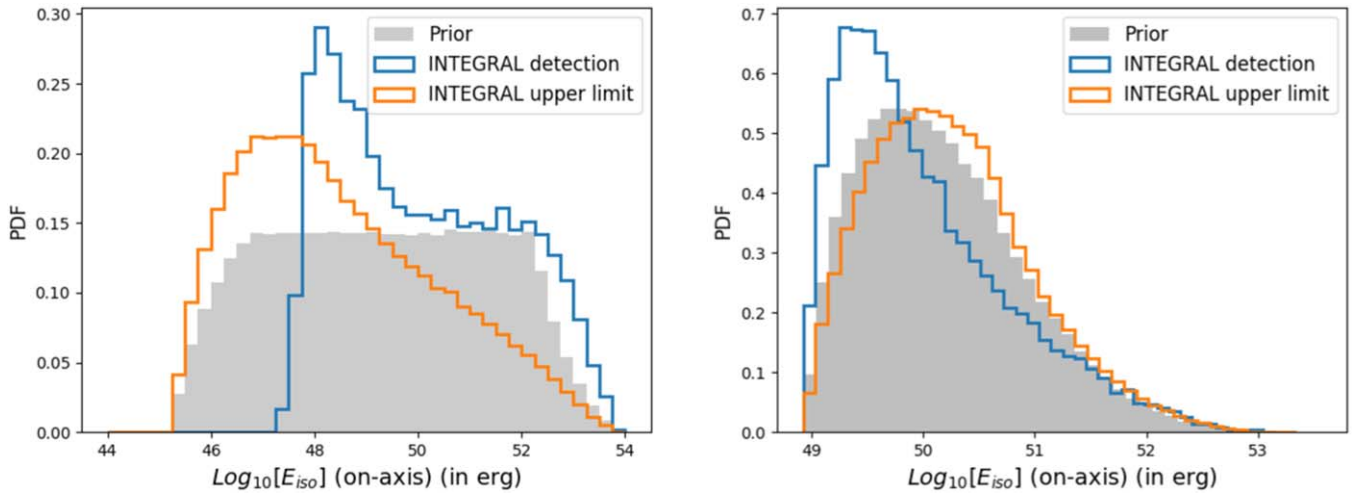 0.30
0.25
0.20
0.15
0.10
0.05
0.00
PDF
Prior
INTEGRAL detection
INTEGRAL upper limit
44 46 48 50 52 54
Log₁₀[E_iso] (on-axis) (in erg)
0.7
0.6
0.5
0.4
0.3
0.2
0.1
0.0
PDF
Prior
INTEGRAL detection
INTEGRAL upper limit
49 50 51 52 53
Log₁₀[E_iso] (on-axis) (in erg)